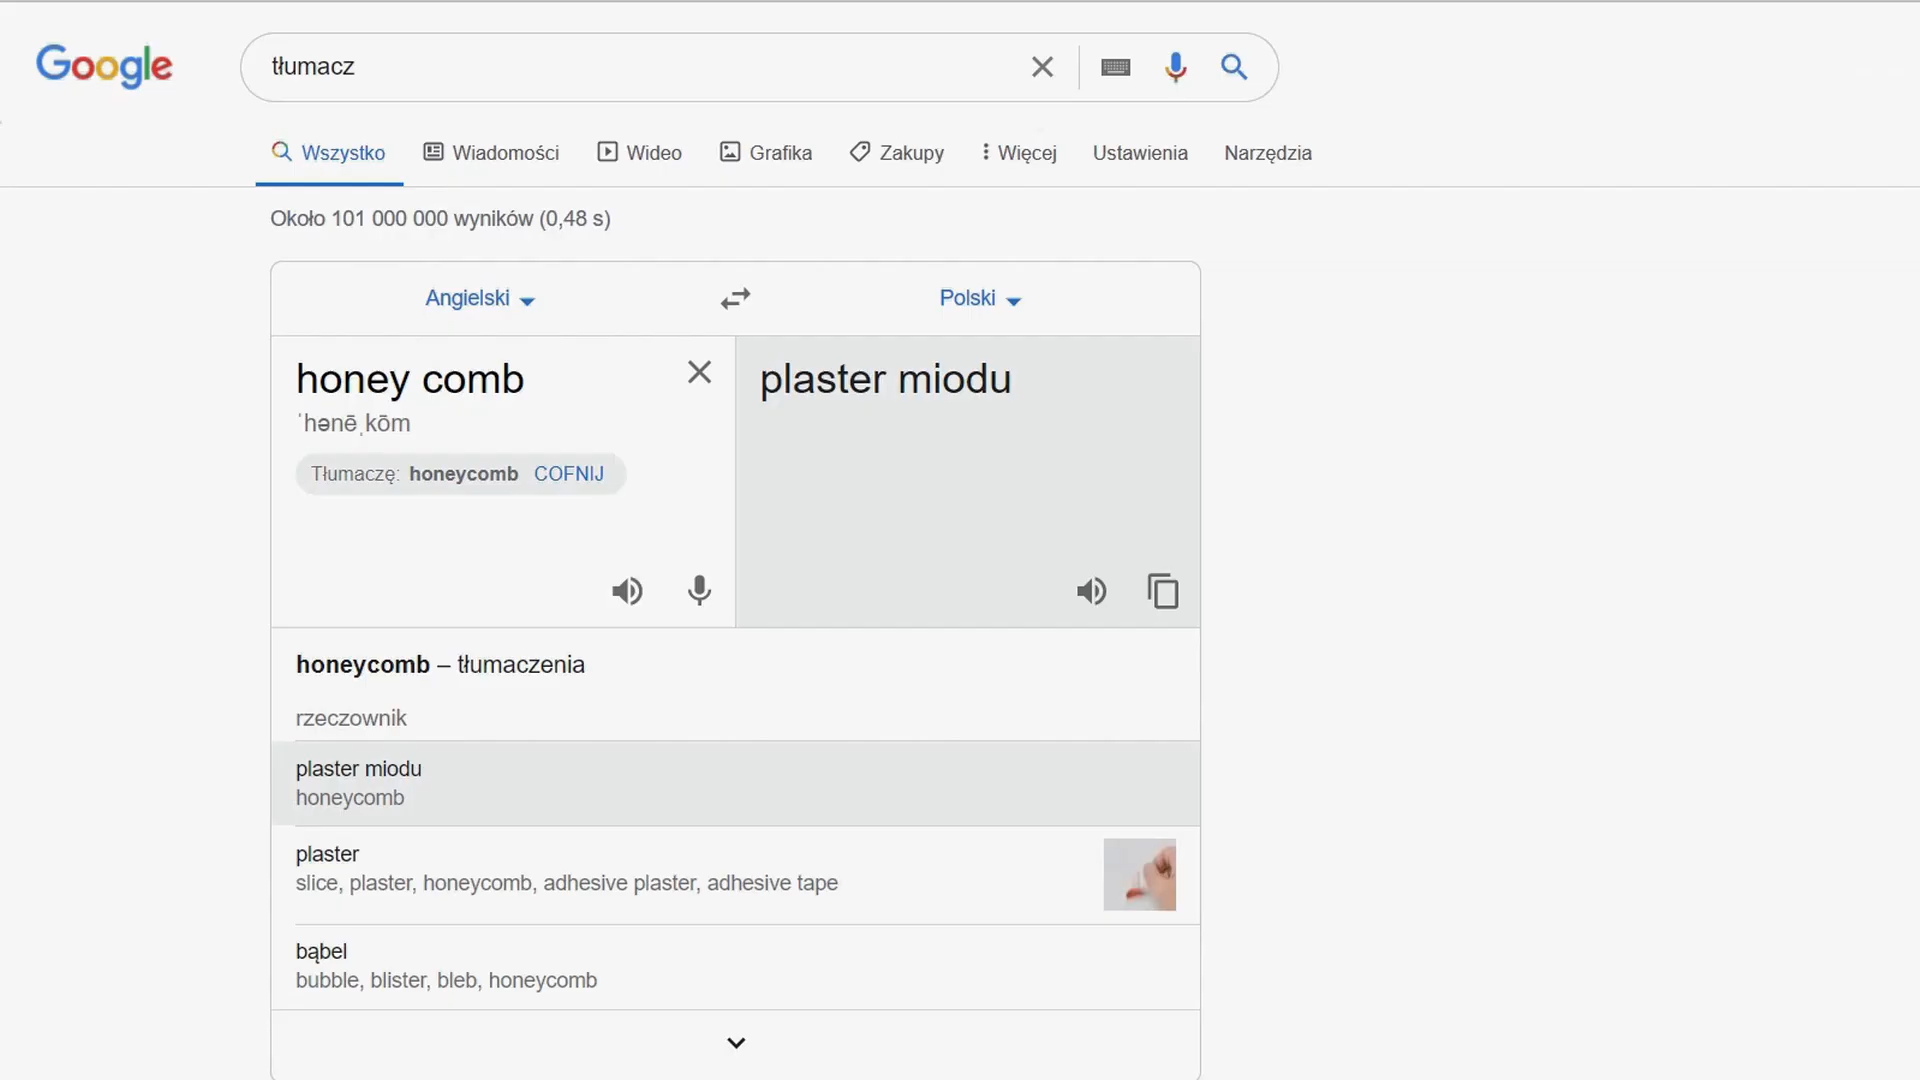 Google
tłumacz
Wszystko Wiadomości Wideo Grafika Zakupy Więcej Ustawienia Narzędzia
Około 101 000 000 wyników (0,48 s)
Angielski Polski
honey comb
plaster miodu
ˈhənēˌkōm
Tłumaczę: honeycomb COFNIJ
honeycomb – tłumaczenia
rzeczownik
plaster miodu
honeycomb
plaster
slice, plaster, honeycomb, adhesive plaster, adhesive tape
bąbel
bubble, blister, bleb, honeycomb